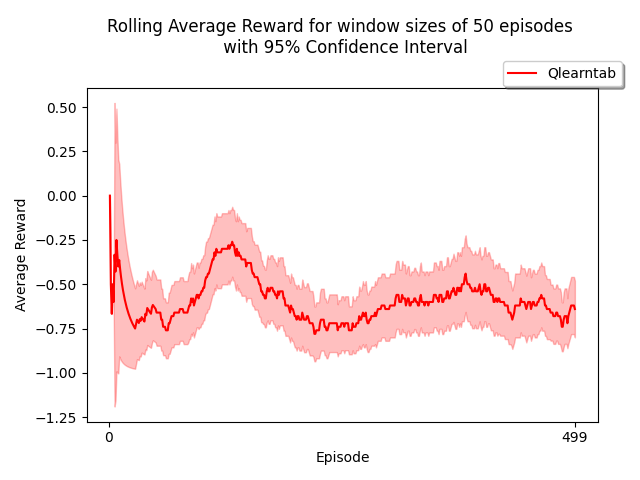 Rolling Average Reward for window sizes of 50 episodes
with 95% Confidence Interval
Qlearntab
0.50
0.25
0.00
−0.25
−0.50
−0.75
−1.00
−1.25
Average Reward
0
499
Episode